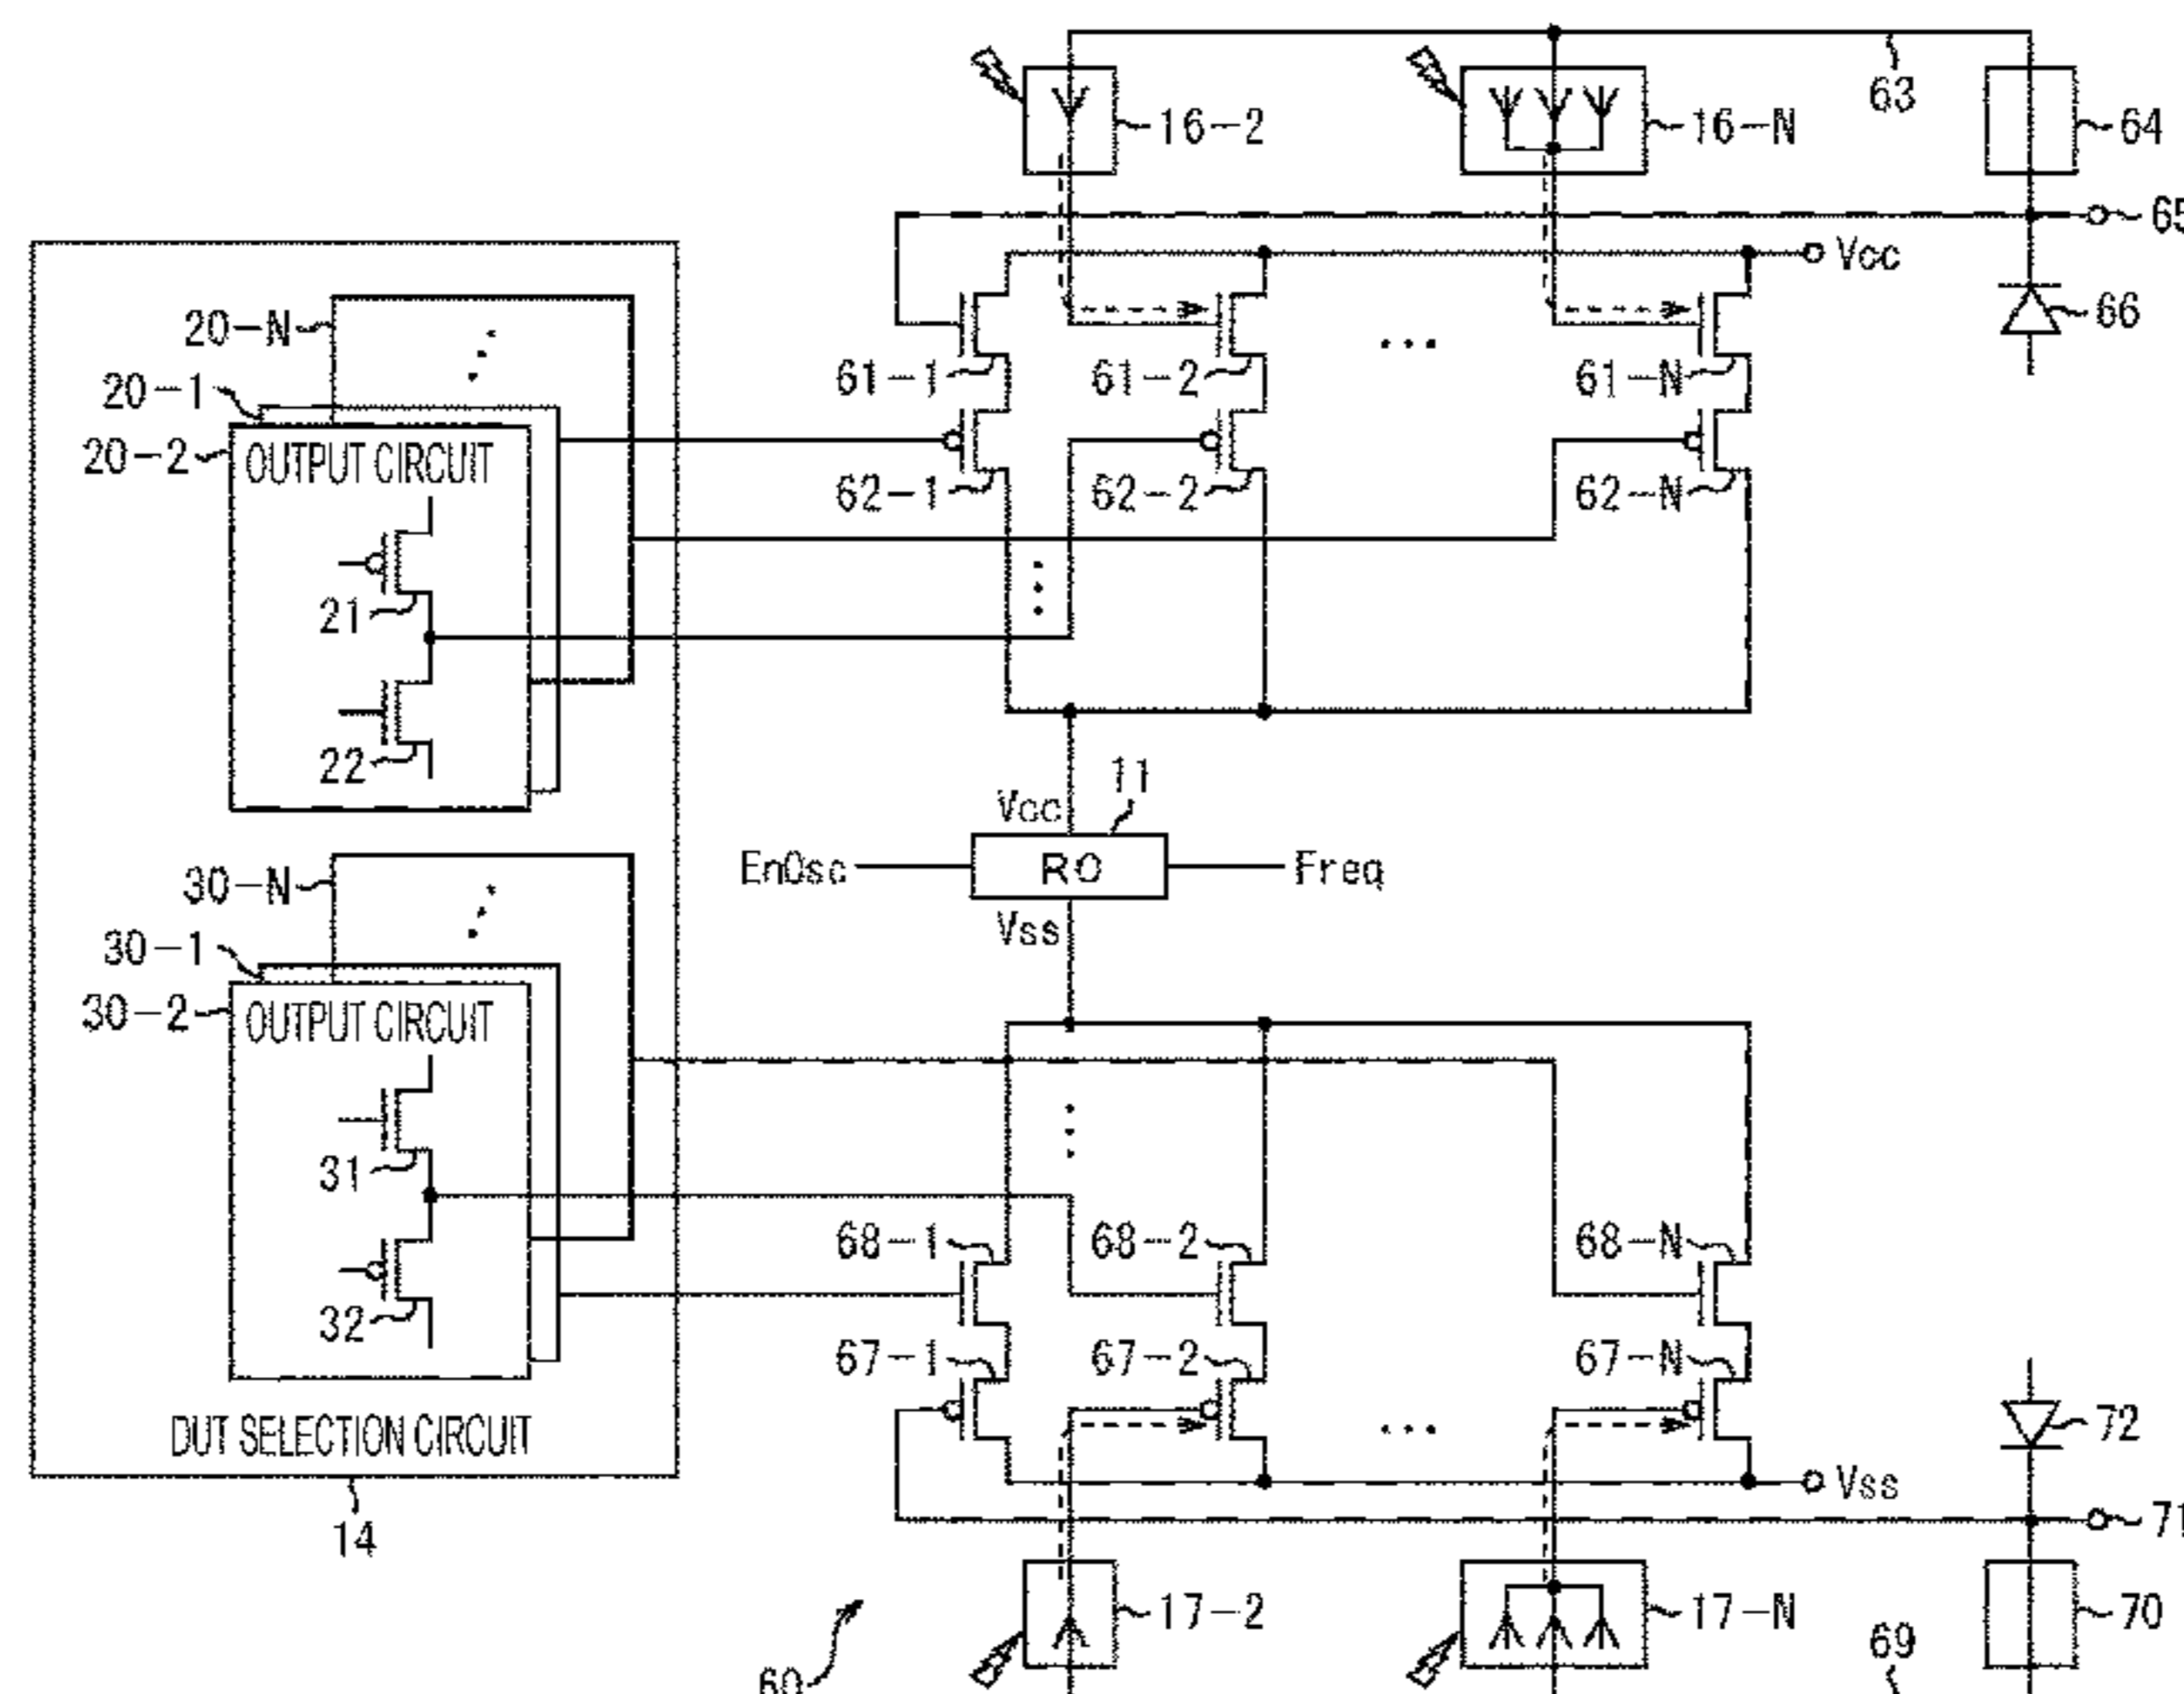 63
16-2
16-N
64
65
Vcc
66
20-N
20-1
20-2
OUTPUT CIRCUIT
21
22
61-1
61-2
61-N
62-1
62-2
62-N
...
11
Vcc
EnOsc
RO
Freq
Vss
30-N
30-1
30-2
OUTPUT CIRCUIT
31
32
68-1
68-2
68-N
67-1
67-2
67-N
...
72
DUT SELECTION CIRCUIT
14
Vss
71
17-2
17-N
70
60
69